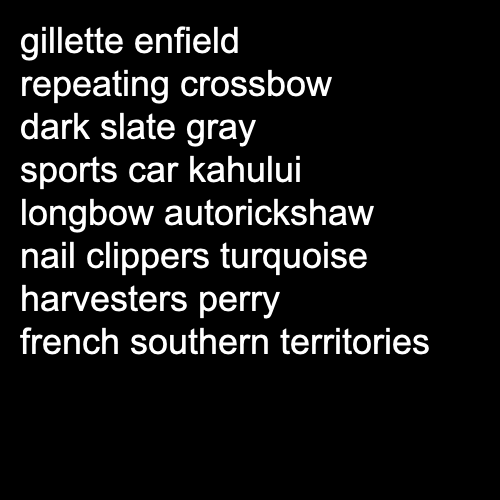 gillette enfield
repeating crossbow
dark slate gray
sports car kahului
longbow autorickshaw
nail clippers turquoise
harvesters perry
french southern territories